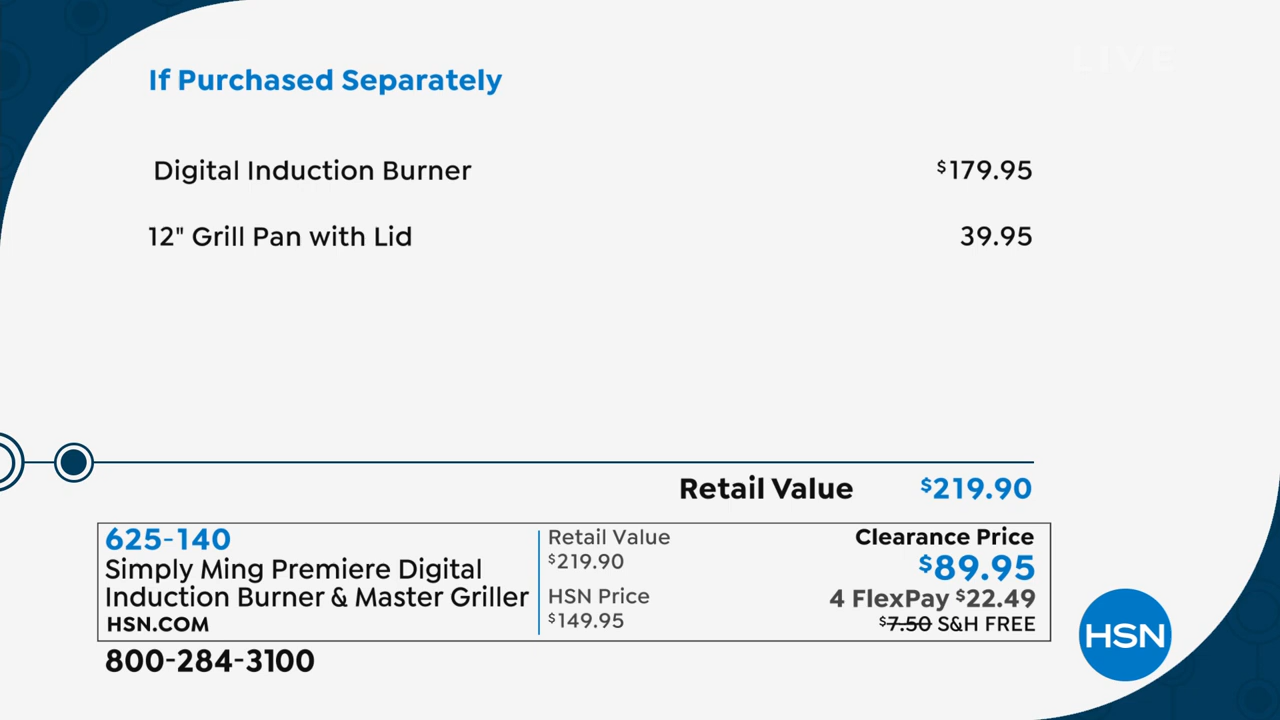 LIVE
If Purchased Separately
Digital Induction Burner $179.95
12" Grill Pan with Lid 39.95
Retail Value $219.90
625-140
Simply Ming Premiere Digital
Induction Burner & Master Griller
HSN.COM
Retail Value
$219.90
HSN Price
$149.95
Clearance Price
$89.95
4 FlexPay $22.49
$7.50 S&H FREE
800-284-3100
HSN